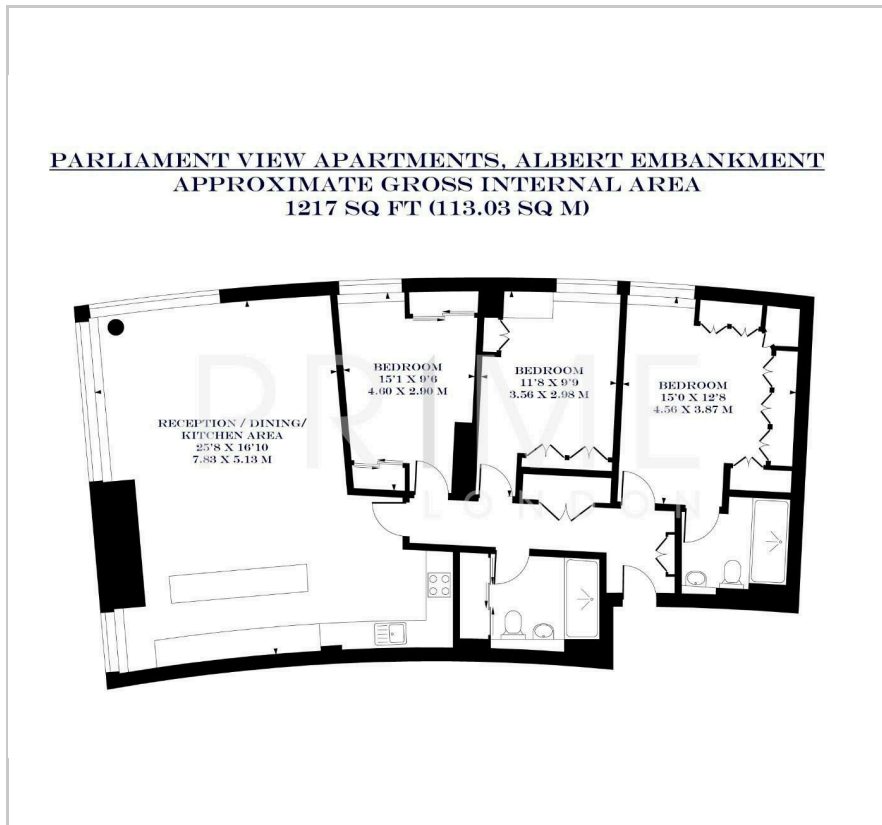 PARLIAMENT VIEW APARTMENTS, ALBERT EMBANKMENT
APPROXIMATE GROSS INTERNAL AREA
1217 SQ FT (113.03 SQ M)
BEDROOM
15'1 X 9'6
4.60 X 2.90 M
BEDROOM
11'8 X 9'9
3.56 X 2.98 M
BEDROOM
15'0 X 12'8
4.56 X 3.87 M
RECEPTION / DINING/
KITCHEN AREA
25'8 X 16'10
7.83 X 5.13 M
PRIME
LONDON